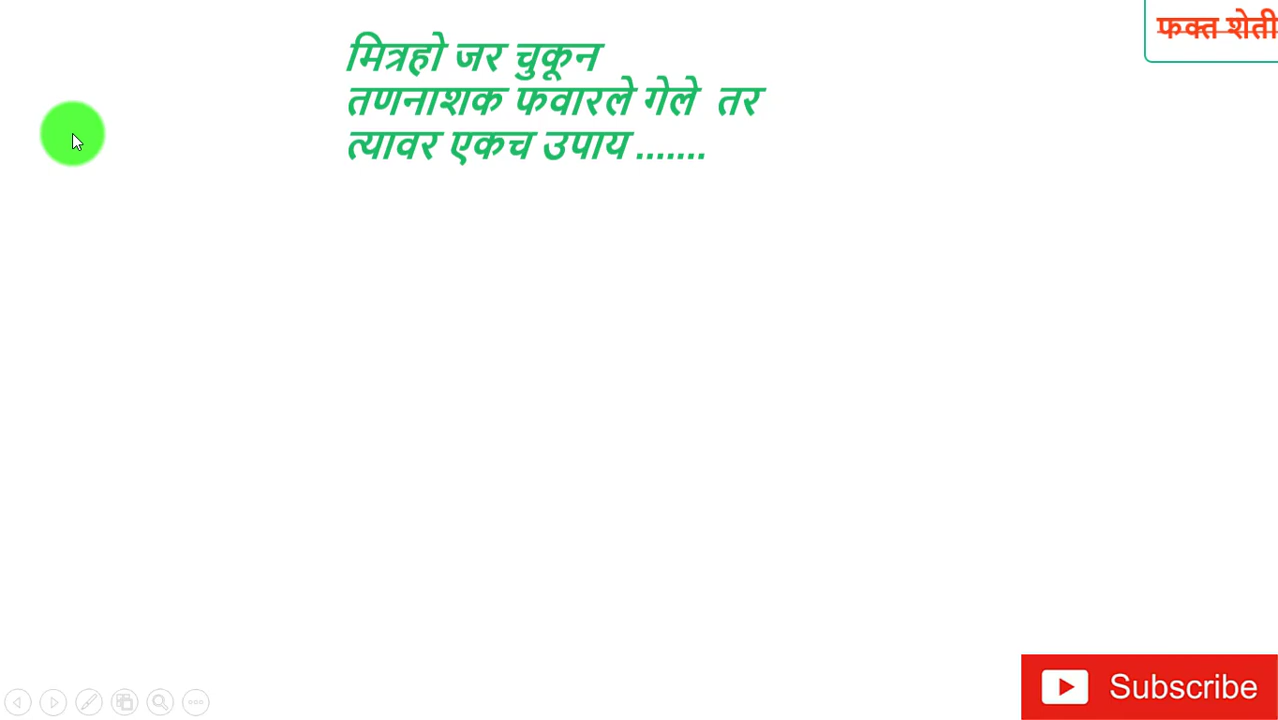 फक्त शेती
मित्रहो जर चुकून
तणनाशक फवारले गेले तर
त्यावर एकच उपाय .......
Subscribe